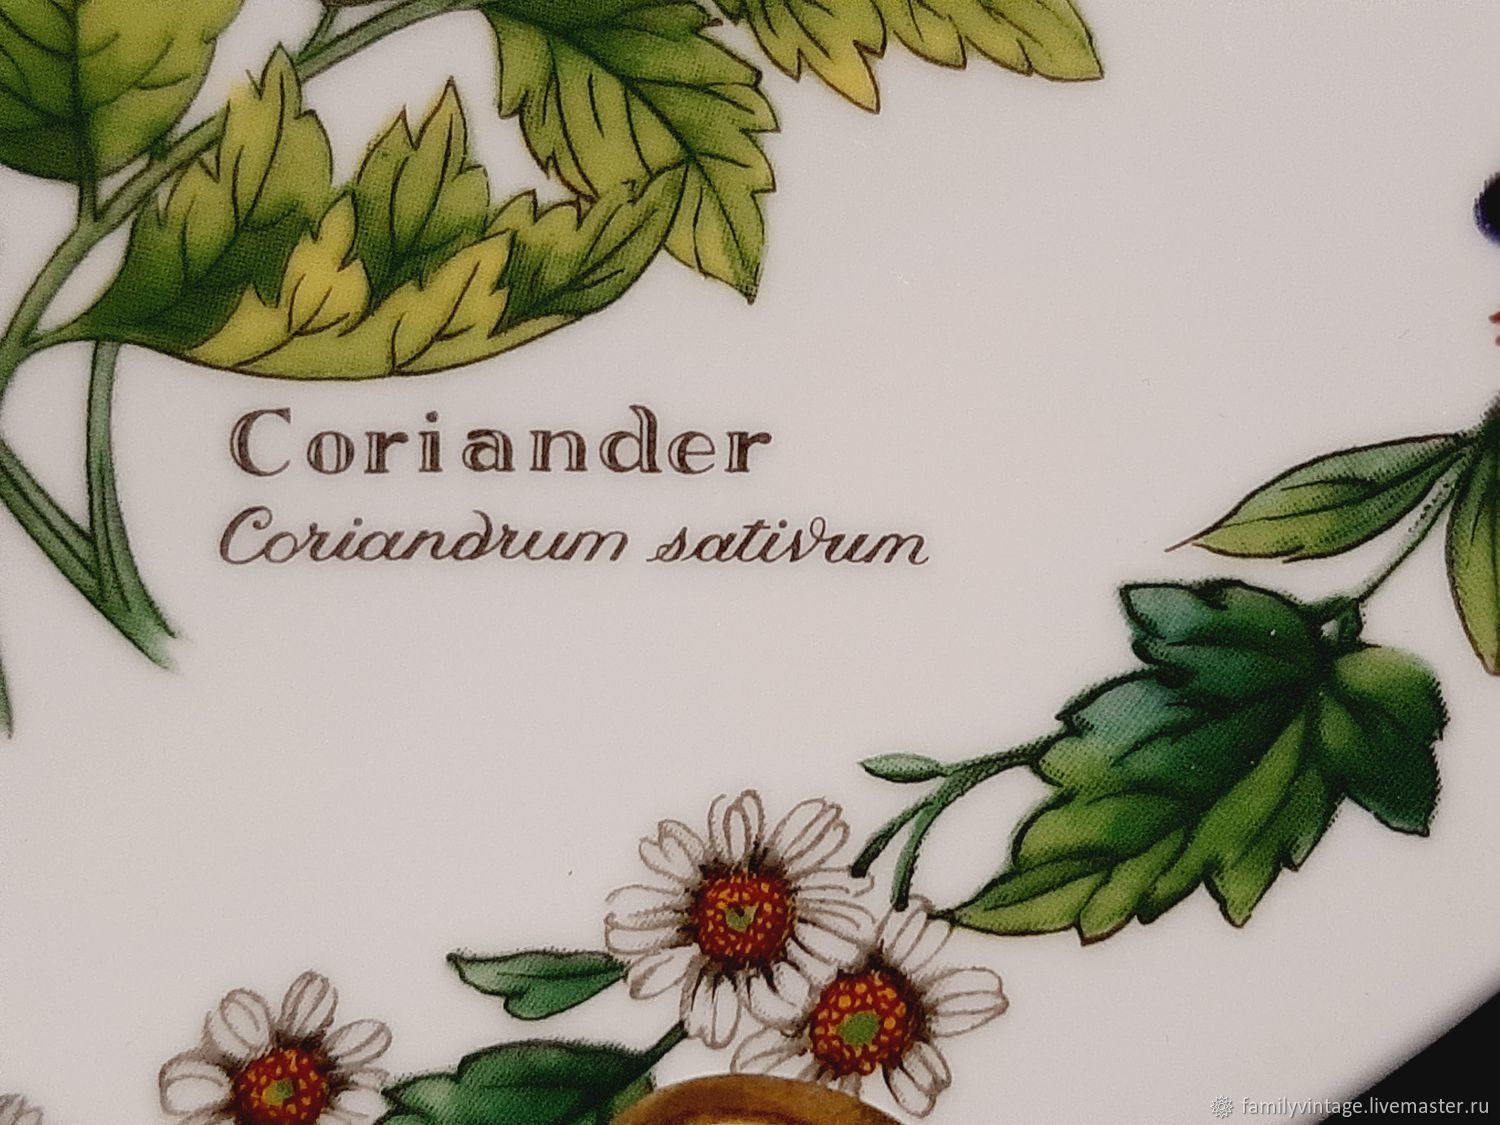 Coriander
Coriandrum sativum
familyvintage.livemaster.ru